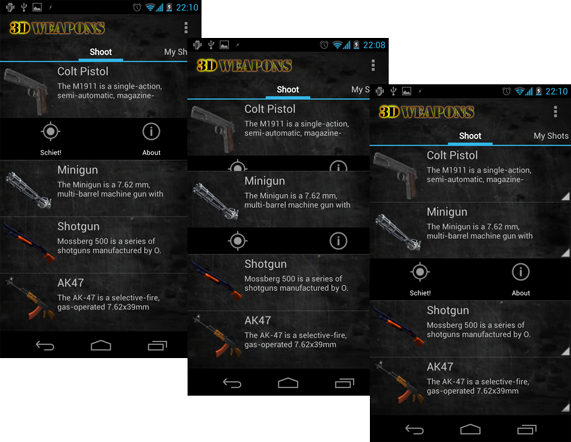 22:10
3D WEAPONS
Shoot
My Sh
Colt Pistol
The M1911 is a single-action,
semi-automatic, magazine-
Schiet!
About
Minigun
The Minigun is a 7.62 mm,
multi-barrel machine gun with
Shotgun
Mossberg 500 is a series of
shotguns manufactured by O.
AK47
The AK-47 is a selective-fire,
gas-operated 7.62x39mm
22:08
3D WEAPONS
Shoot
My S
Colt Pistol
The M1911 is a single-action,
semi-automatic, magazine-
Minigun
The Minigun is a 7.62 mm,
multi-barrel machine gun with
Shotgun
Mossberg 500 is a series of
shotguns manufactured by O.
AK47
The AK-47 is a selective-fire,
gas-operated 7.62x39mm
22:10
3D WEAPONS
Shoot
My Shots
Colt Pistol
The M1911 is a single-action,
semi-automatic, magazine-
Minigun
The Minigun is a 7.62 mm,
multi-barrel machine gun with
Schiet!
About
Shotgun
Mossberg 500 is a series of
shotguns manufactured by O.
AK47
The AK-47 is a selective-fire,
gas-operated 7.62x39mm